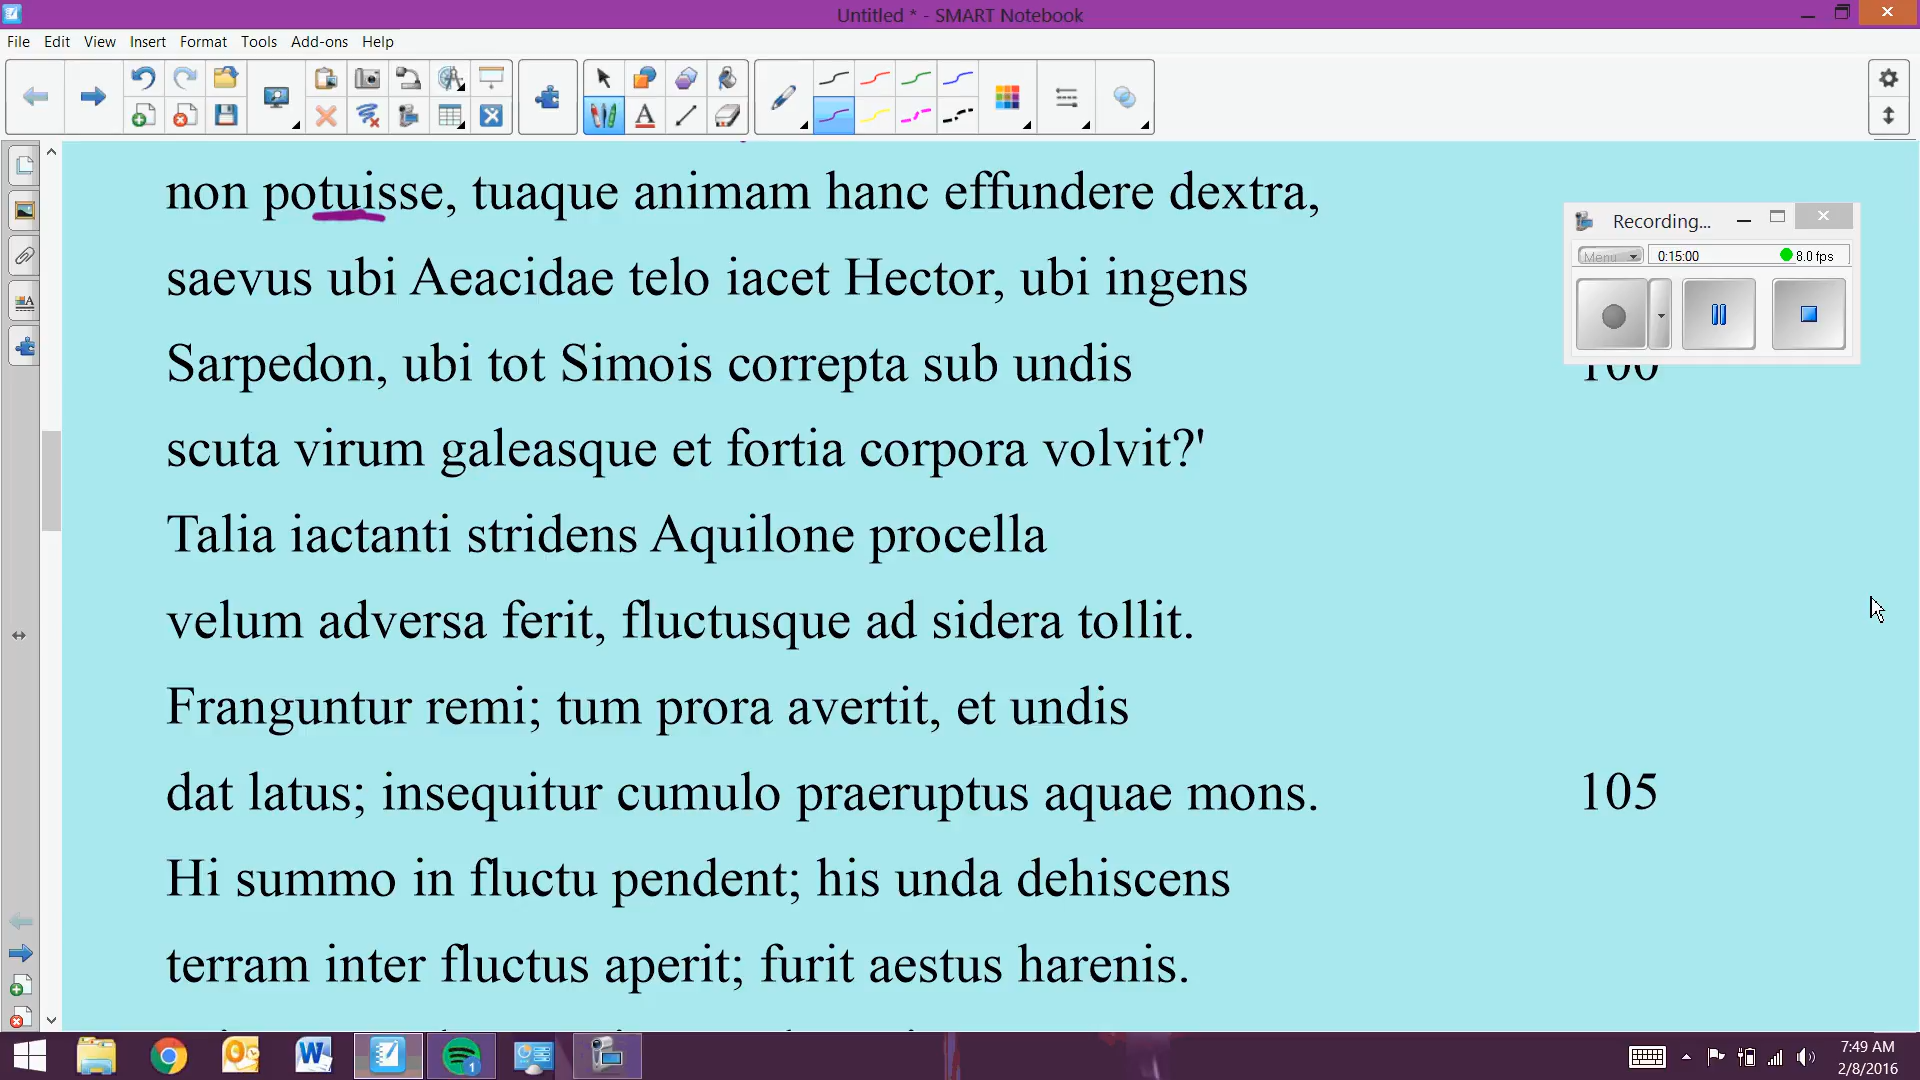 Untitled * - SMART Notebook
File Edit View Insert Format Tools Add-ons Help
non potuisse, tuaque animam hanc effundere dextra,
saevus ubi Aeacidae telo iacet Hector, ubi ingens
Recording...
Menu 0:15:00 8.0 fps
Sarpedon, ubi tot Simois correpta sub undis 100
scuta virum galeasque et fortia corpora volvit?'
Talia iactanti stridens Aquilone procella
velum adversa ferit, fluctusque ad sidera tollit.
Franguntur remi; tum prora avertit, et undis
dat latus; insequitur cumulo praeruptus aquae mons. 105
Hi summo in fluctu pendent; his unda dehiscens
terram inter fluctus aperit; furit aestus harenis.
7:49 AM
2/8/2016